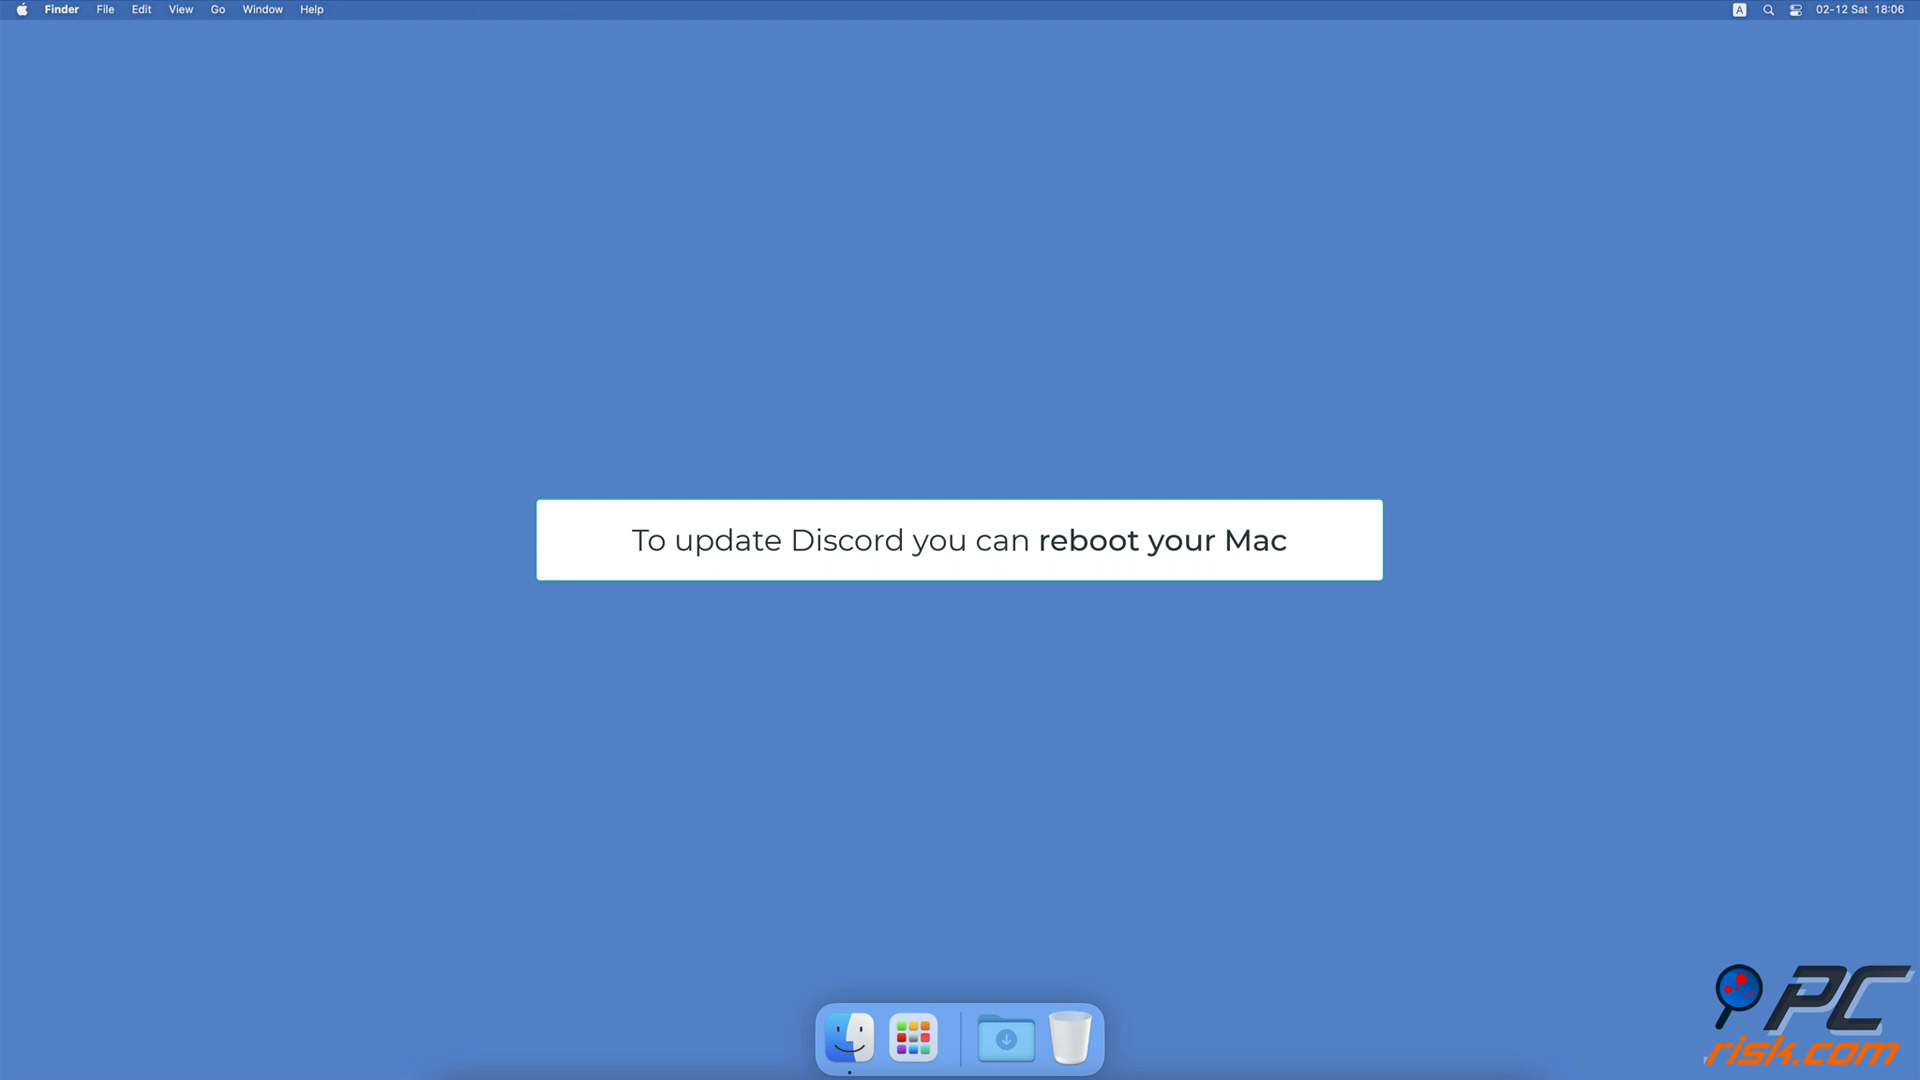 Finder File Edit View Go Window Help A 02-12 Sat 18:06
To update Discord you can reboot your Mac
PC
risk.com